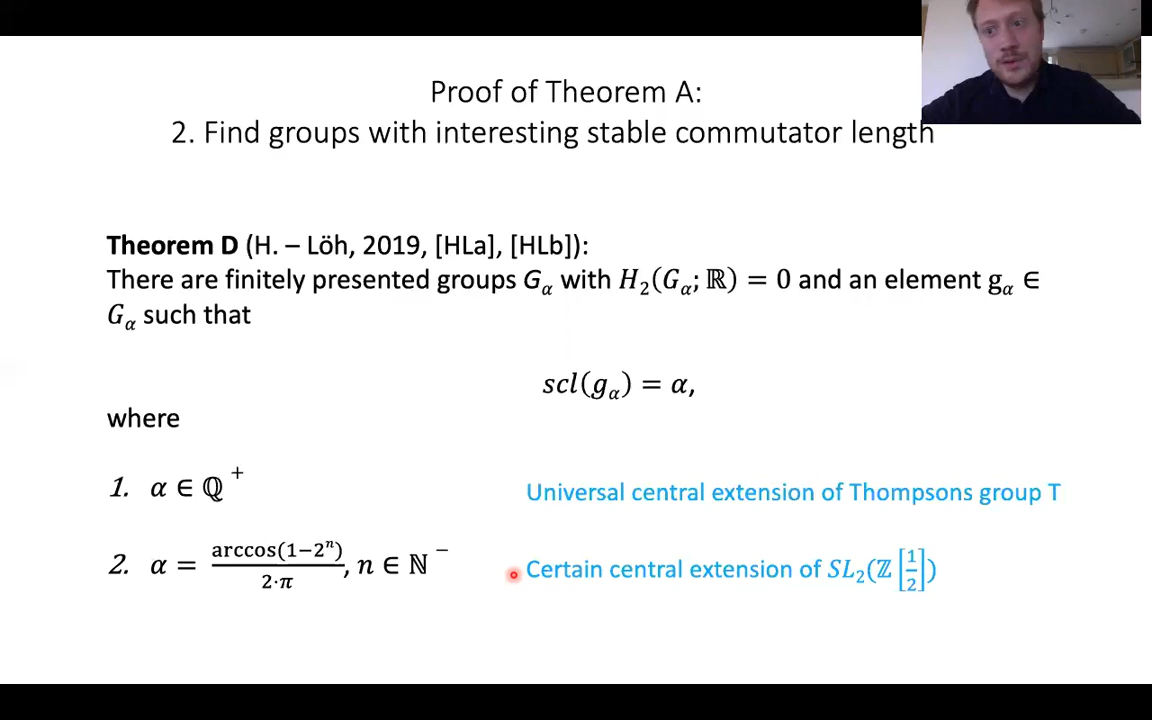 Proof of Theorem A:
2. Find groups with interesting stable commutator length
Theorem D (H. – Löh, 2019, [HLa], [HLb]):
There are finitely presented groups G_α with H_2(G_α; ℝ) = 0 and an element g_α ∈
G_α such that
scl(g_α) = α,
where
1. α ∈ ℚ^+
Universal central extension of Thompsons group T
2. α = arccos(1−2^n) / 2·π, n ∈ ℕ^−
Certain central extension of SL_2(ℤ[1/2])